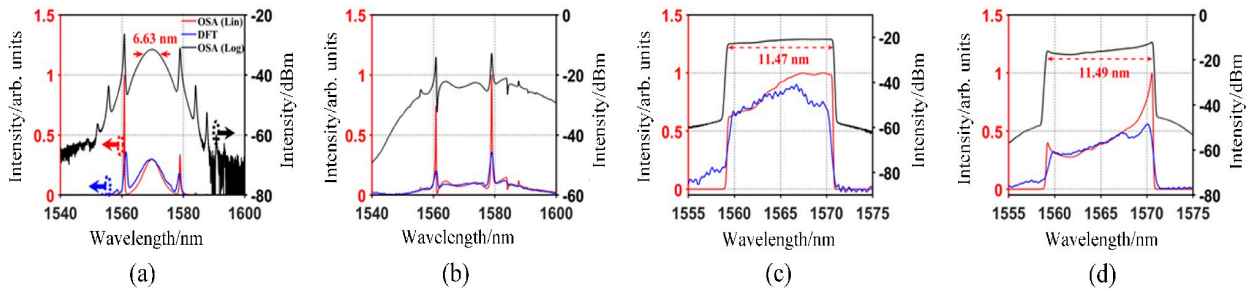 1.5
1
0.5
0
Intensity/arb. units
1540 1560 1580 1600
Wavelength/nm
-20
-40
-60
-80
Intensity/dBm
6.63 nm
OSA (Lin)
DFT
OSA (Log)
(a)
1.5
1
0.5
0
Intensity/arb. units
1540 1560 1580 1600
Wavelength/nm
0
-20
-40
-60
Intensity/dBm
(b)
1.5
1
0.5
0
Intensity/arb. units
1555 1560 1565 1570 1575
Wavelength/nm
-20
-40
-60
-80
Intensity/dBm
11.47 nm
(c)
1.5
1
0.5
0
Intensity/arb. units
1555 1560 1565 1570 1575
Wavelength/nm
0
-20
-40
-60
-80
Intensity/dBm
11.49 nm
(d)